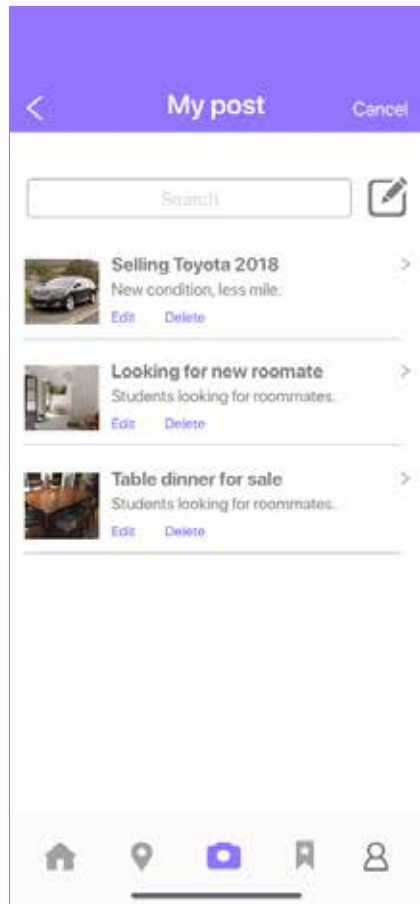 My post
Cancel
Search
Selling Toyota 2018
New condition, less mile.
Edit Delete
Looking for new roomate
Students looking for roommates.
Edit Delete
Table dinner for sale
Students looking for roommates.
Edit Delete